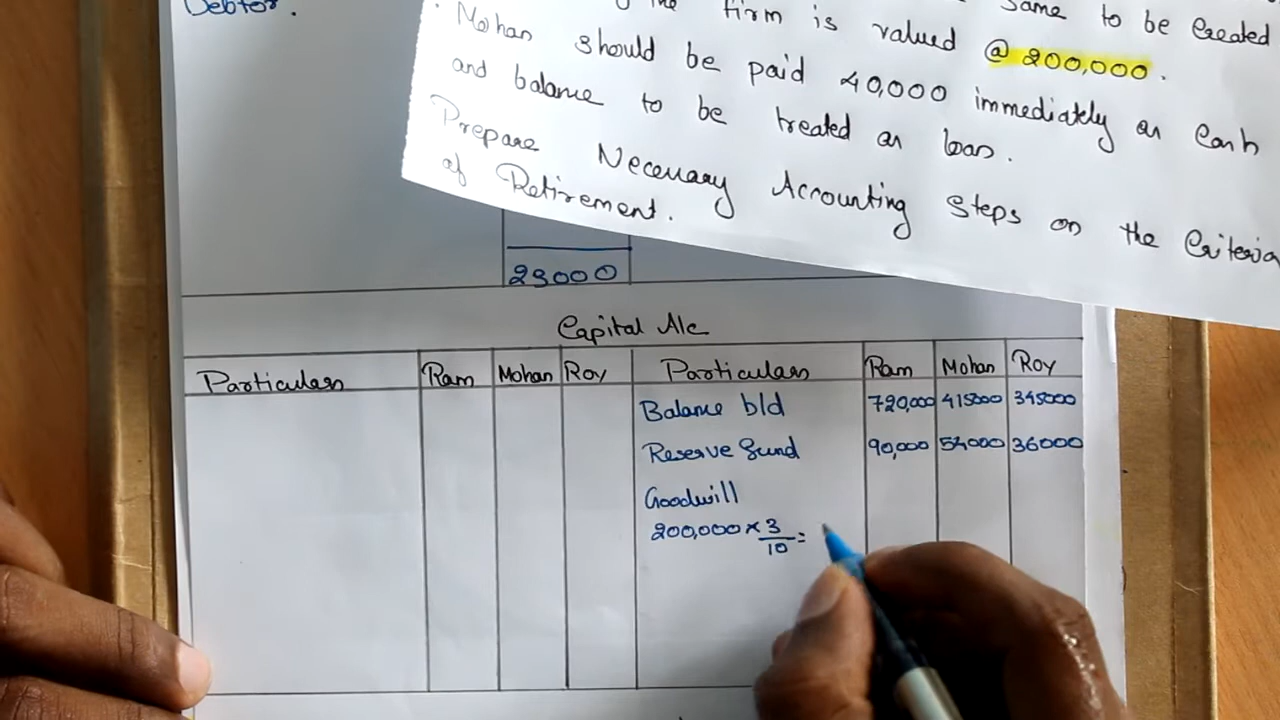 Debtor.
same to be created
the firm is valued @ 200,000.
Mohan should be paid 40,000 immediately as Cash
and balance to be treated as loan.
Prepare Necessary Accounting Steps on the Criteria
of Retirement.
29000
Capital A/c
Particulars Ram Mohan Roy Particulars Ram Mohan Roy
Balance b/d 720,000 415000 345000
Reserve Fund 90,000 54000 36000
Goodwill
200,000 × 3/10 =